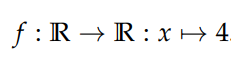 f : ℝ → ℝ : x ↦ 4.